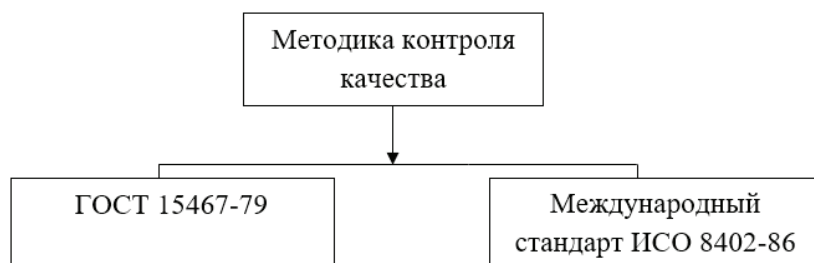 Методика контроля
качества
ГОСТ 15467-79
Международный
стандарт ИСО 8402-86